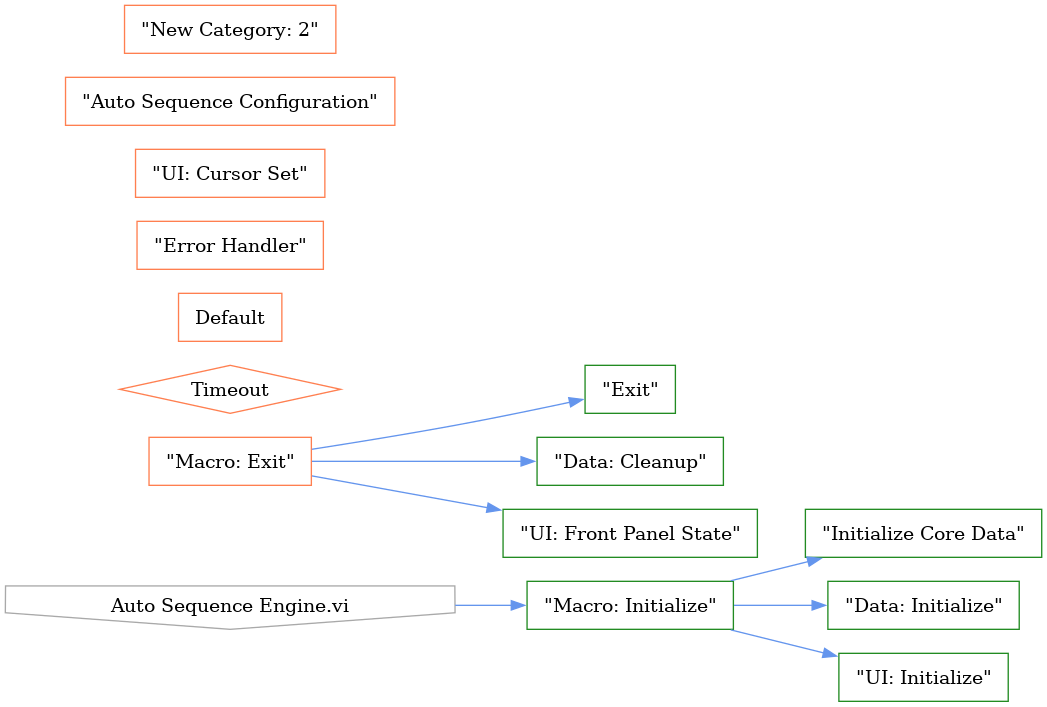 "New Category: 2"
"Auto Sequence Configuration"
"UI: Cursor Set"
"Error Handler"
Default
Timeout
"Exit"
"Macro: Exit"
"Data: Cleanup"
"UI: Front Panel State"
"Initialize Core Data"
Auto Sequence Engine.vi
"Macro: Initialize"
"Data: Initialize"
"UI: Initialize"